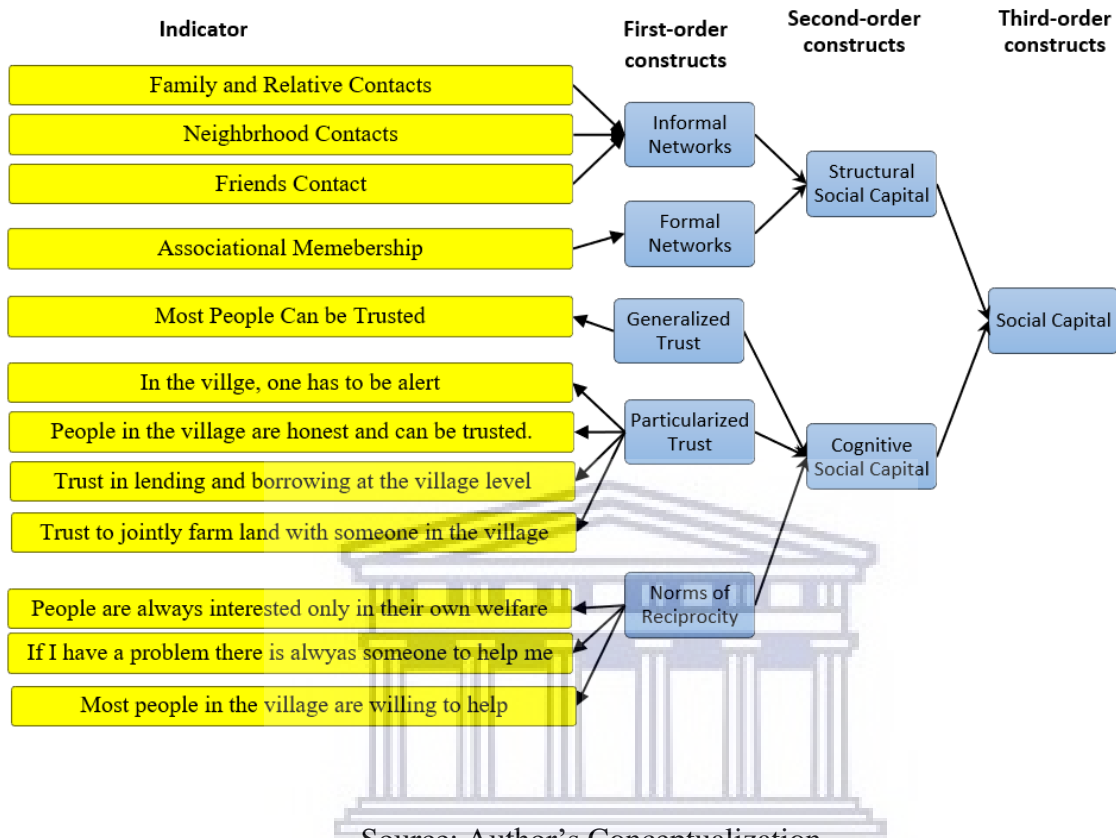 Indicator
First-order
constructs
Second-order
constructs
Third-order
constructs
Family and Relative Contacts
Neighbrhood Contacts
Friends Contact
Associational Memebership
Most People Can be Trusted
In the villge, one has to be alert
People in the village are honest and can be trusted.
Trust in lending and borrowing at the village level
Trust to jointly farm land with someone in the village
People are always interested only in their own welfare
If I have a problem there is alwyas someone to help me
Most people in the village are willing to help
Informal
Networks
Formal
Networks
Generalized
Trust
Particularized
Trust
Norms of
Reciprocity
Structural
Social Capital
Cognitive
Social Capital
Social Capital
Source: Author's Conceptualization